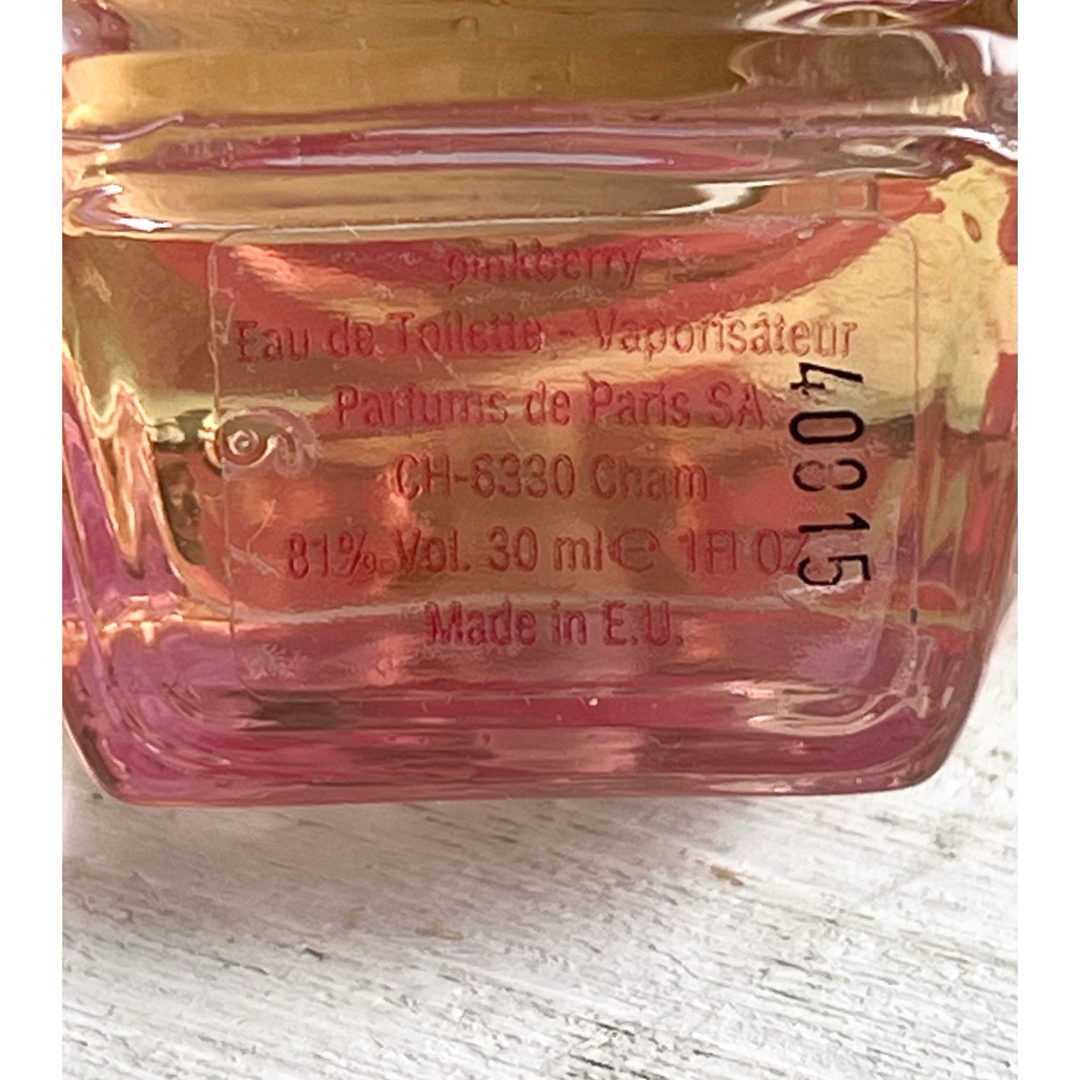 pinkberry
Eau de Toilette - Vaporisateur
Parfums de Paris SA
CH-6330 Cham
81% Vol. 30 ml e 1Fl Oz
Made in E.U.
40815